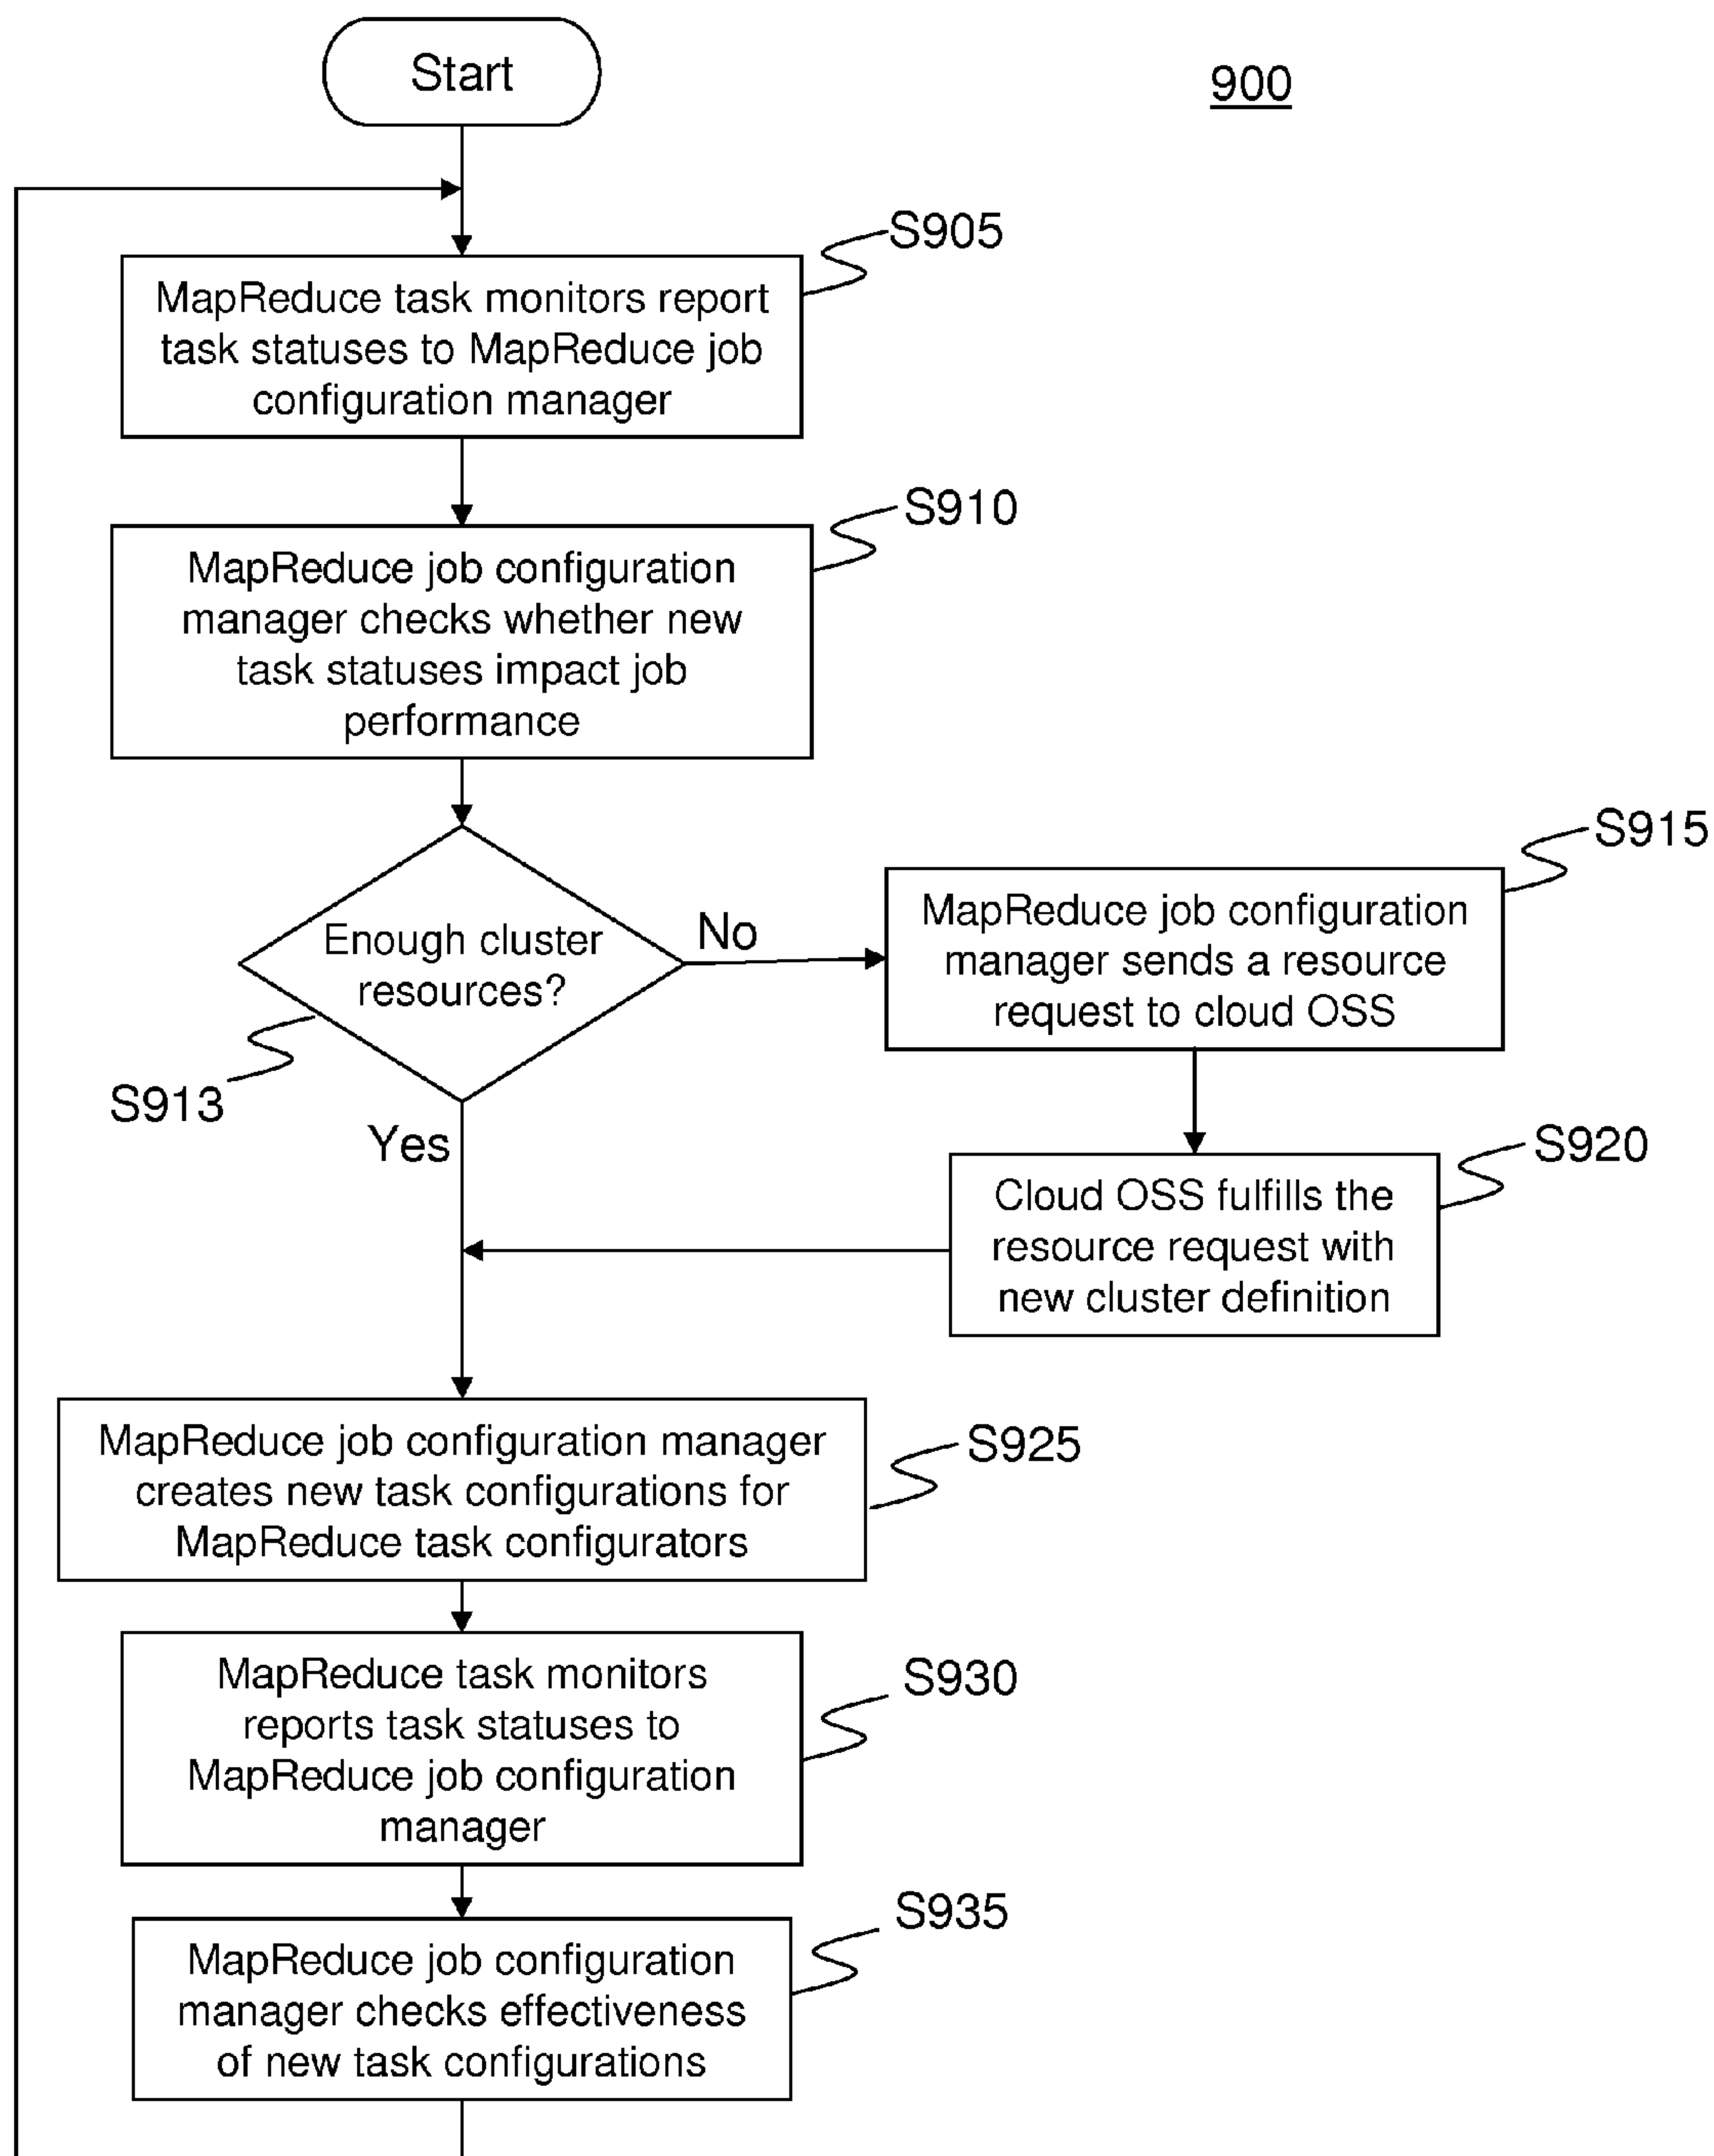 Start
900
S905
MapReduce task monitors report
task statuses to MapReduce job
configuration manager
S910
MapReduce job configuration
manager checks whether new
task statuses impact job
performance
S915
Enough cluster
resources?
No
MapReduce job configuration
manager sends a resource
request to cloud OSS
S913
Yes
S920
Cloud OSS fulfills the
resource request with
new cluster definition
S925
MapReduce job configuration manager
creates new task configurations for
MapReduce task configurators
S930
MapReduce task monitors
reports task statuses to
MapReduce job configuration
manager
S935
MapReduce job configuration
manager checks effectiveness
of new task configurations